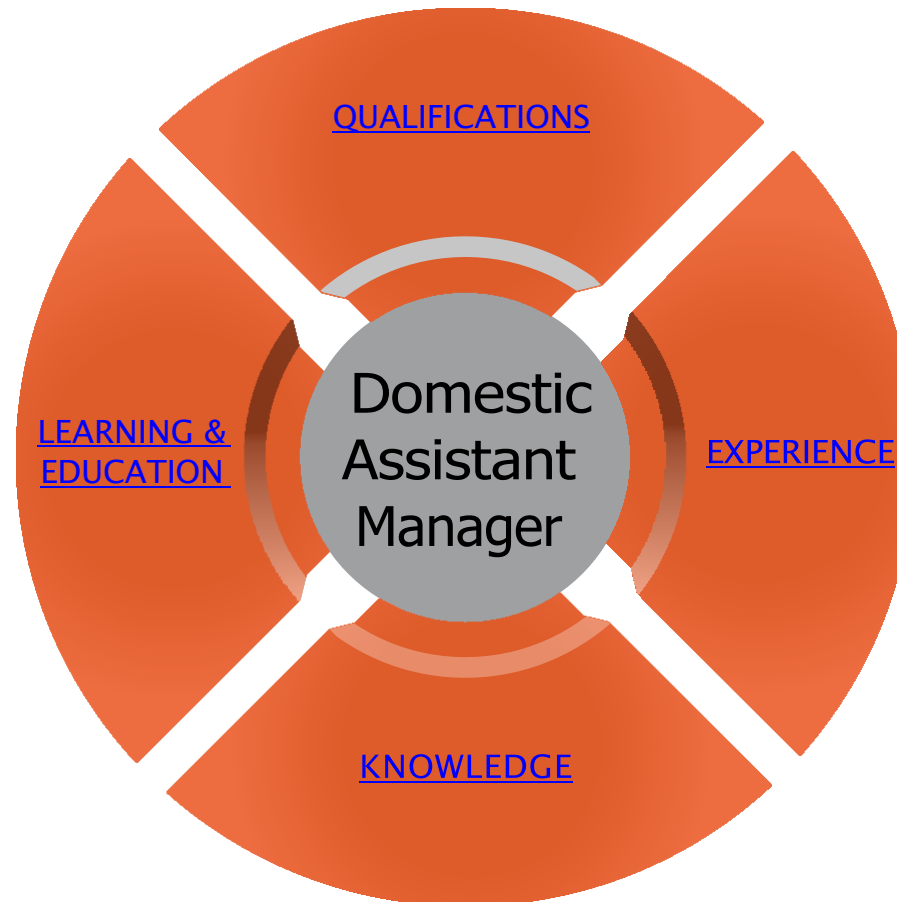 QUALIFICATIONS
LEARNING &
EDUCATION
Domestic
Assistant
Manager
EXPERIENCE
KNOWLEDGE